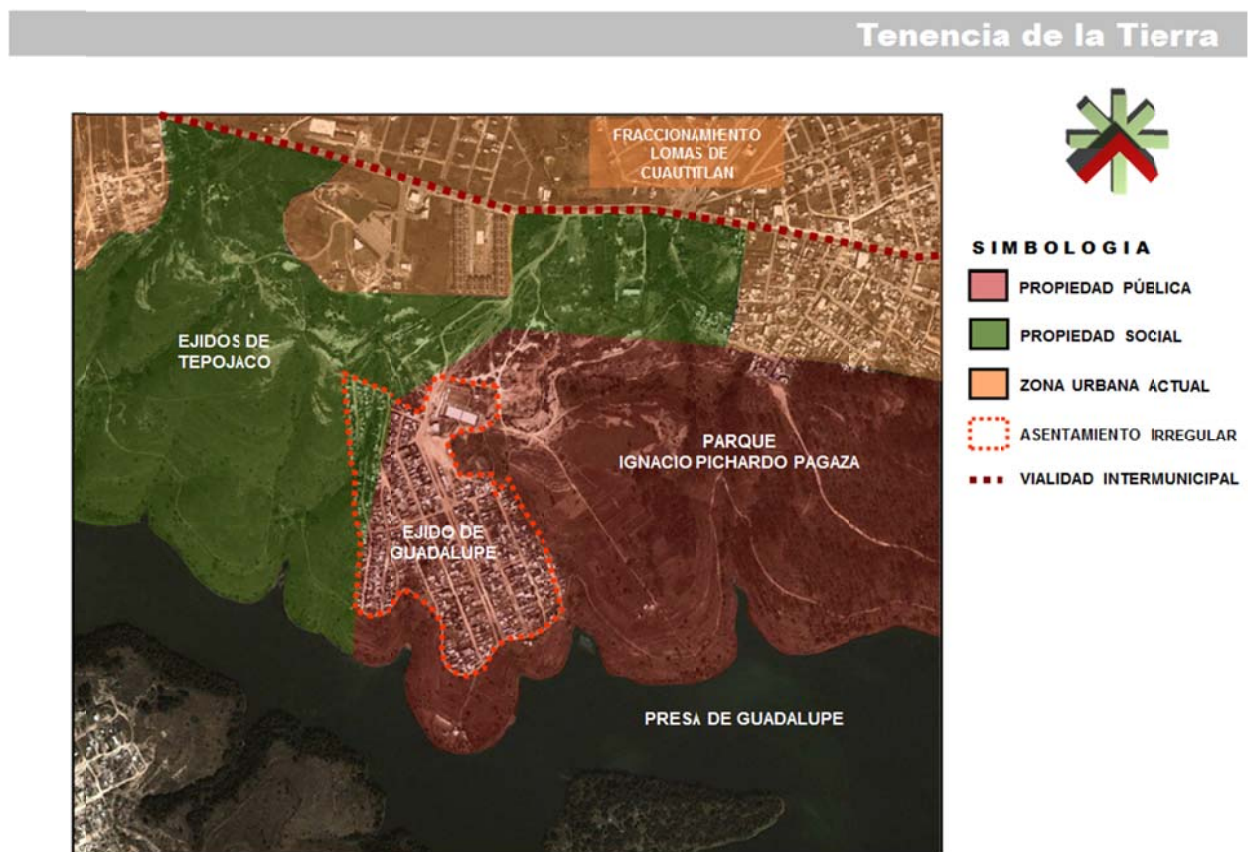 Tenencia de la Tierra
FRACCIONAMIENTO
LOMAS DE
CUAUTITLAN
EJIDOS DE
TEPOJACO
PARQUE
IGNACIO PICHARDO PAGAZA
EJIDO DE
GUADALUPE
PRESA DE GUADALUPE
SIMBOLOGIA
PROPIEDAD PÚBLICA
PROPIEDAD SOCIAL
ZONA URBANA ACTUAL
ASENTAMIENTO IRREGULAR
VIALIDAD INTERMUNICIPAL